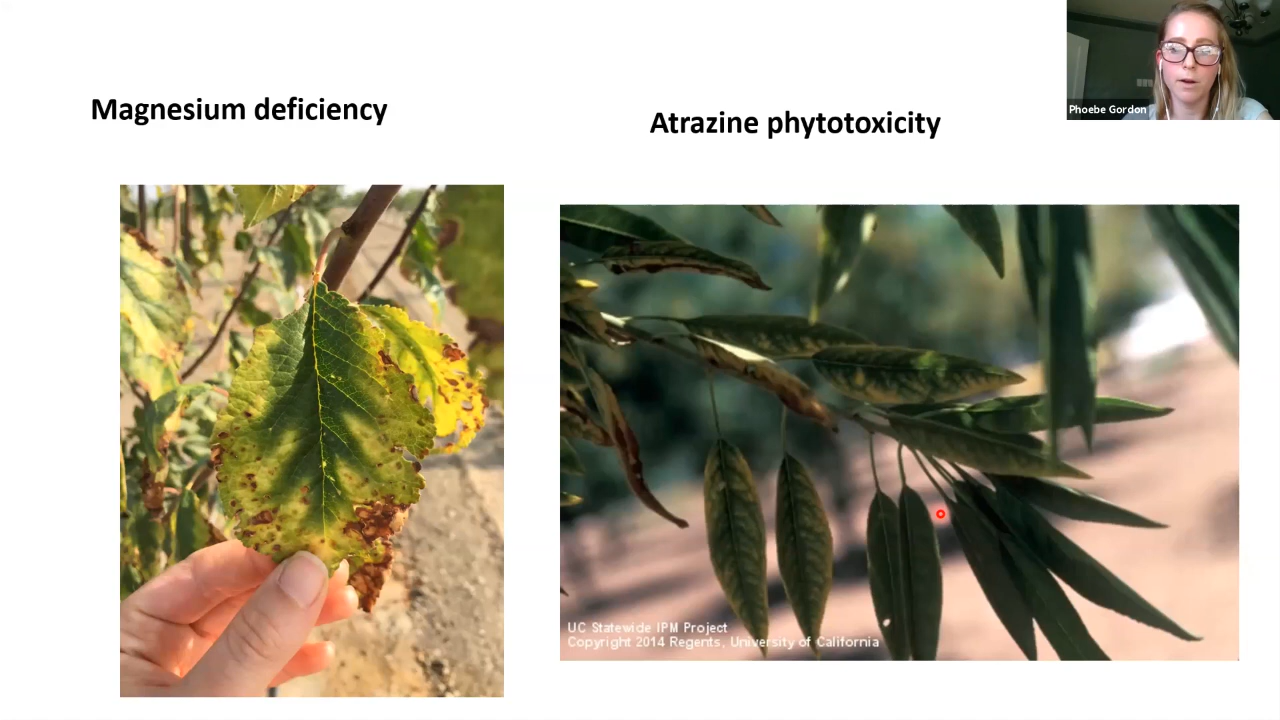 Magnesium deficiency
Atrazine phytotoxicity
Phoebe Gordon
UC Statewide IPM Project
Copyright 2014 Regents, University of California